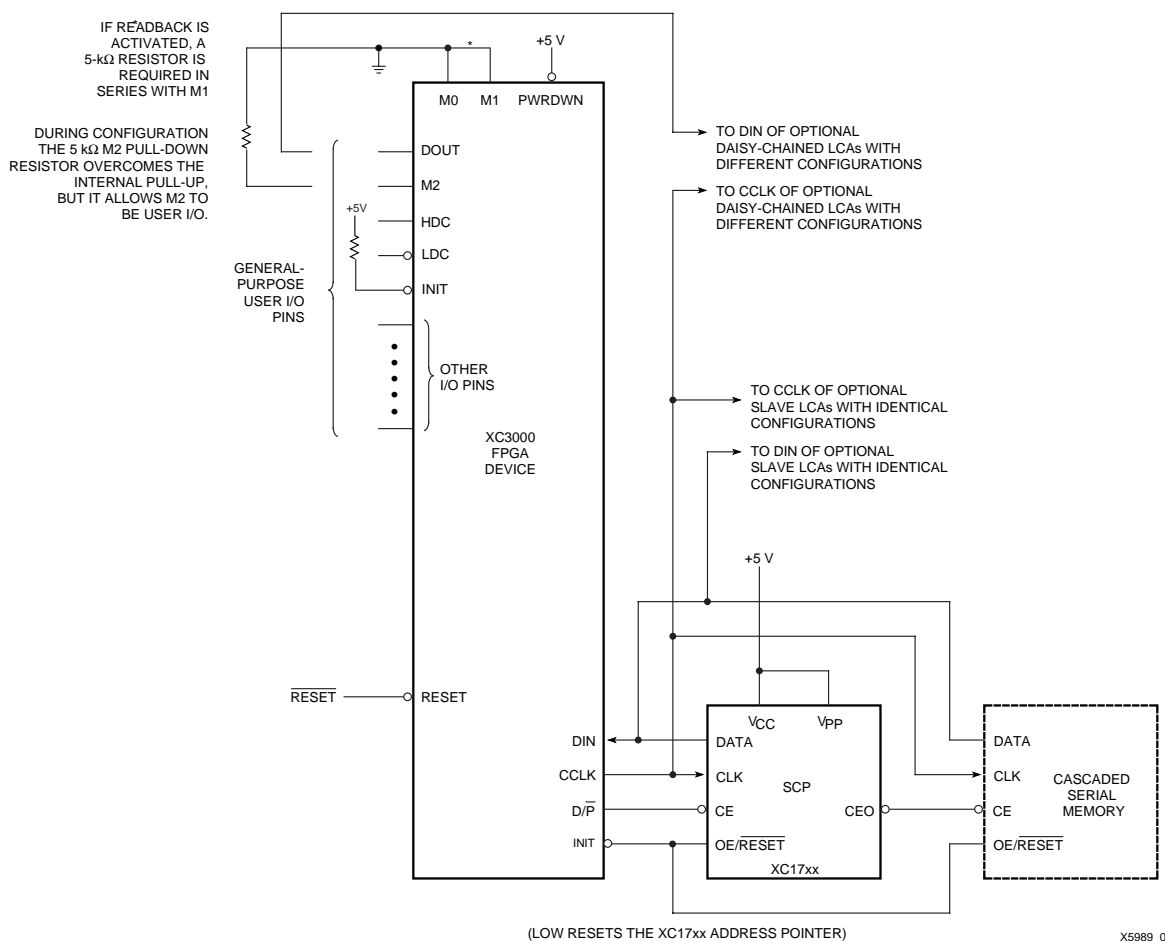 IF RE*ADBACK IS
ACTIVATED, A
5-kΩ RESISTOR IS
REQUIRED IN
SERIES WITH M1
*
+5 V
M0 M1 PWRDWN
DURING CONFIGURATION
THE 5 kΩ M2 PULL-DOWN
RESISTOR OVERCOMES THE
INTERNAL PULL-UP,
BUT IT ALLOWS M2 TO
BE USER I/O.
DOUT
M2
+5V
HDC
LDC
INIT
GENERAL-
PURPOSE
USER I/O
PINS
OTHER
I/O PINS
XC3000
FPGA
DEVICE
TO DIN OF OPTIONAL
DAISY-CHAINED LCAs WITH
DIFFERENT CONFIGURATIONS
TO CCLK OF OPTIONAL
DAISY-CHAINED LCAs WITH
DIFFERENT CONFIGURATIONS
TO CCLK OF OPTIONAL
SLAVE LCAs WITH IDENTICAL
CONFIGURATIONS
TO DIN OF OPTIONAL
SLAVE LCAs WITH IDENTICAL
CONFIGURATIONS
+5 V
RESET
RESET
DIN
CCLK
D/P
INIT
VCC VPP
DATA
CLK
SCP
CE
CEO
OE/RESET
XC17xx
DATA
CLK
CE
OE/RESET
CASCADED
SERIAL
MEMORY
(LOW RESETS THE XC17xx ADDRESS POINTER)
X5989_0